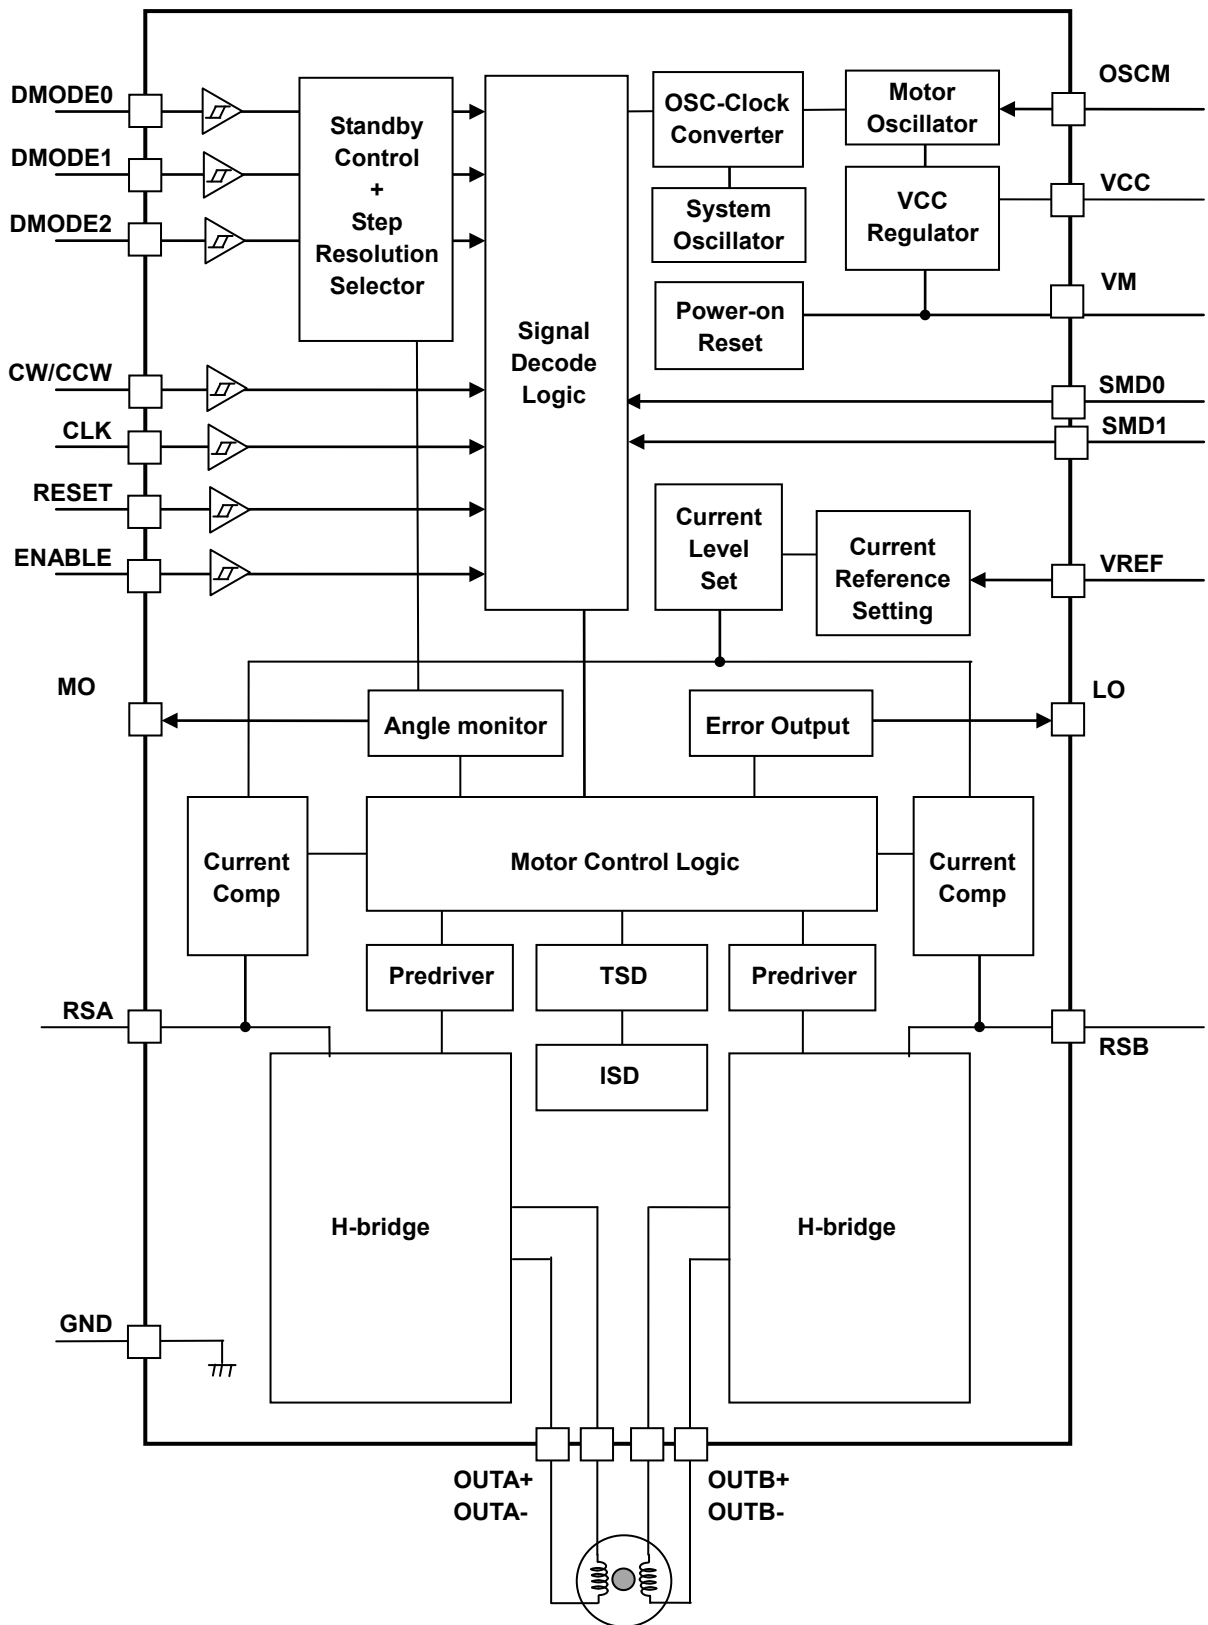 OSCM
DMODE0
OSC-Clock
Converter
Motor
Oscillator
Standby
Control
+
Step
Resolution
Selector
DMODE1
VCC
System
Oscillator
VCC
Regulator
DMODE2
VM
Power-on
Reset
Signal
Decode
Logic
CW/CCW
SMD0
CLK
SMD1
RESET
Current
Level
Set
Current
Reference
Setting
ENABLE
VREF
MO
LO
Angle monitor
Error Output
Current
Comp
Motor Control Logic
Current
Comp
Predriver
TSD
Predriver
RSA
RSB
ISD
H-bridge
H-bridge
GND
OUTA+
OUTA-
OUTB+
OUTB-